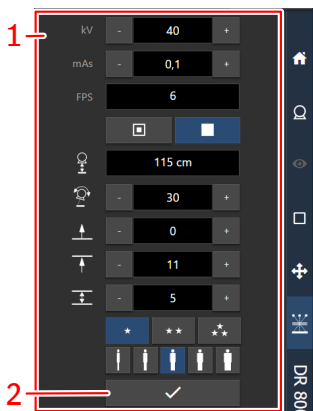 1
kV - 40 +
mAs - 0,1 +
FPS 6
115 cm
- 30 +
- 0 +
- 11 +
- 5 +
2
DR 80